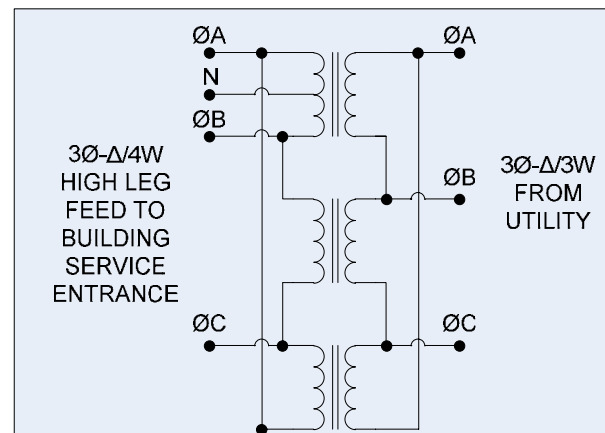 ØA
N
ØB
3Ø-Δ/4W
HIGH LEG
FEED TO
BUILDING
SERVICE
ENTRANCE
ØC
ØA
ØB
3Ø-Δ/3W
FROM
UTILITY
ØC